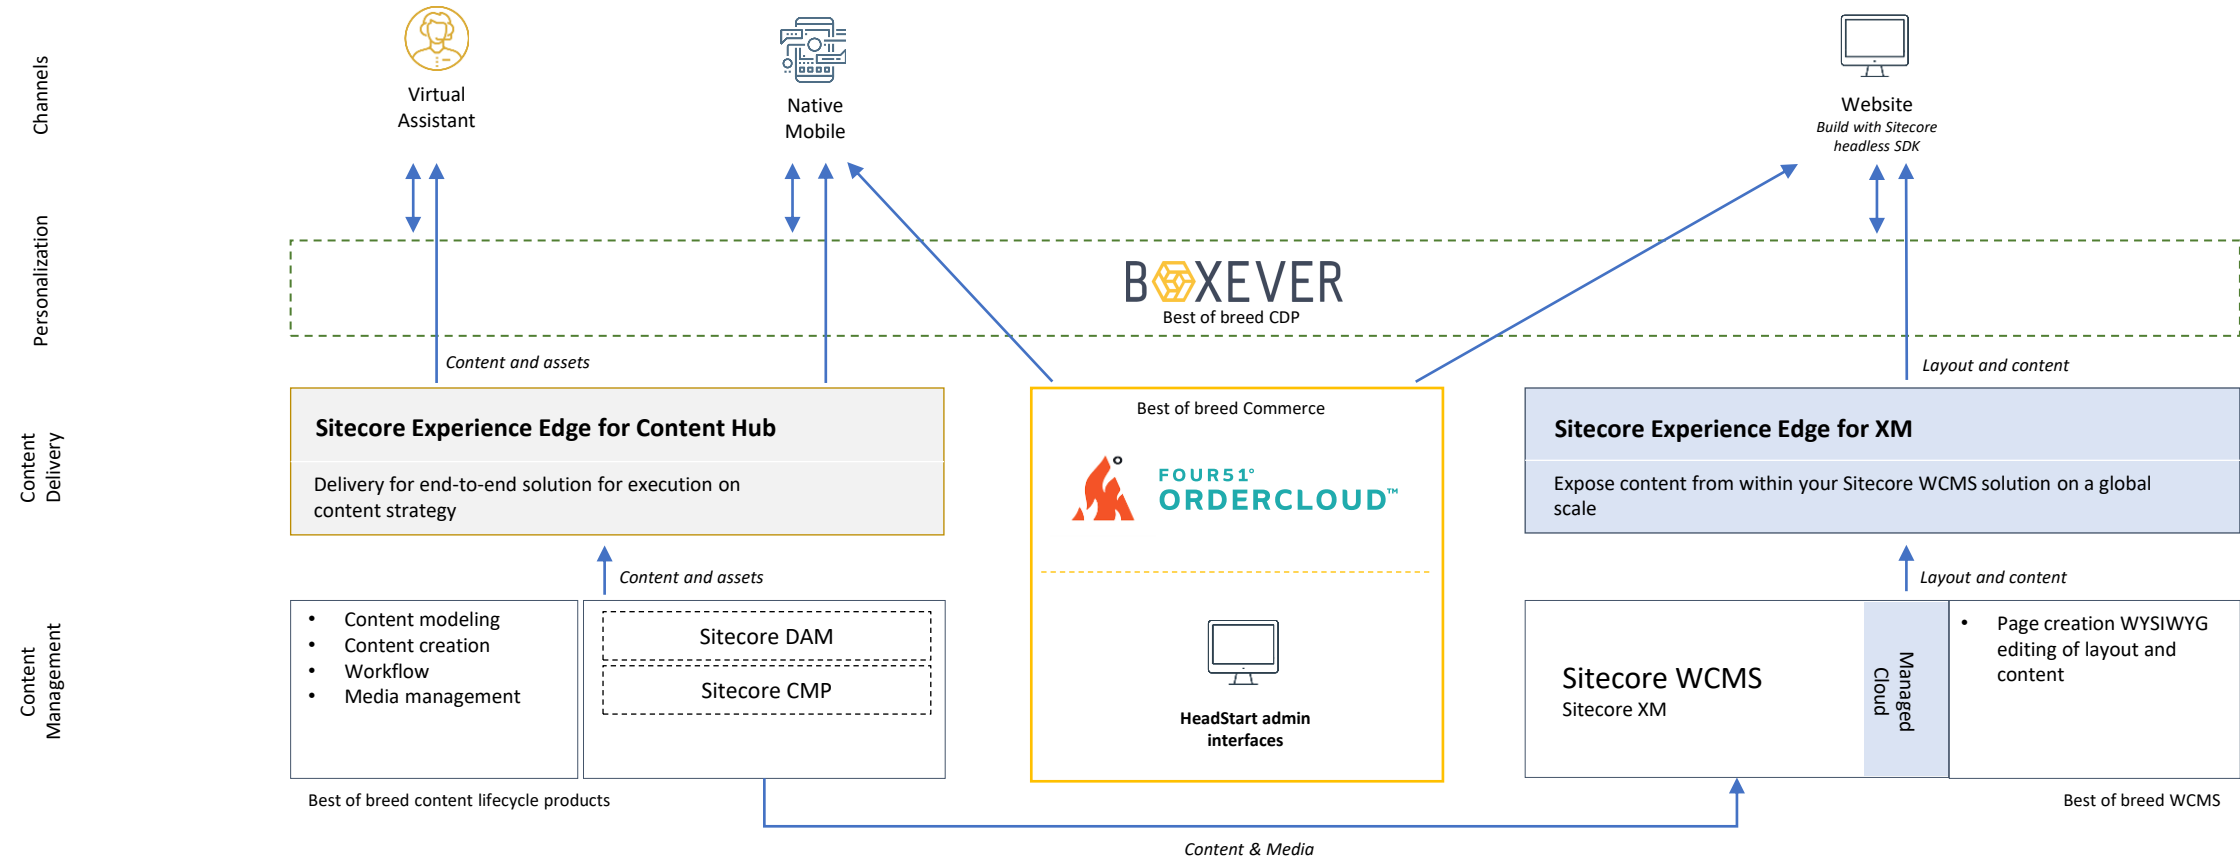 Channels
Virtual
Assistant
Native
Mobile
Website
Build with Sitecore
headless SDK
Personalization
BOXEVER
Best of breed CDP
Content and assets
Layout and content
Content
Delivery
Sitecore Experience Edge for Content Hub
Delivery for end-to-end solution for execution on
content strategy
Best of breed Commerce
FOUR51°
ORDERCLOUD™
Sitecore Experience Edge for XM
Expose content from within your Sitecore WCMS solution on a global
scale
Content and assets
Layout and content
Content
Management
• Content modeling
• Content creation
• Workflow
• Media management
Sitecore DAM
Sitecore CMP
HeadStart admin
interfaces
Sitecore WCMS
Sitecore XM
Managed
Cloud
• Page creation WYSIWYG
editing of layout and
content
Best of breed content lifecycle products
Best of breed WCMS
Content & Media